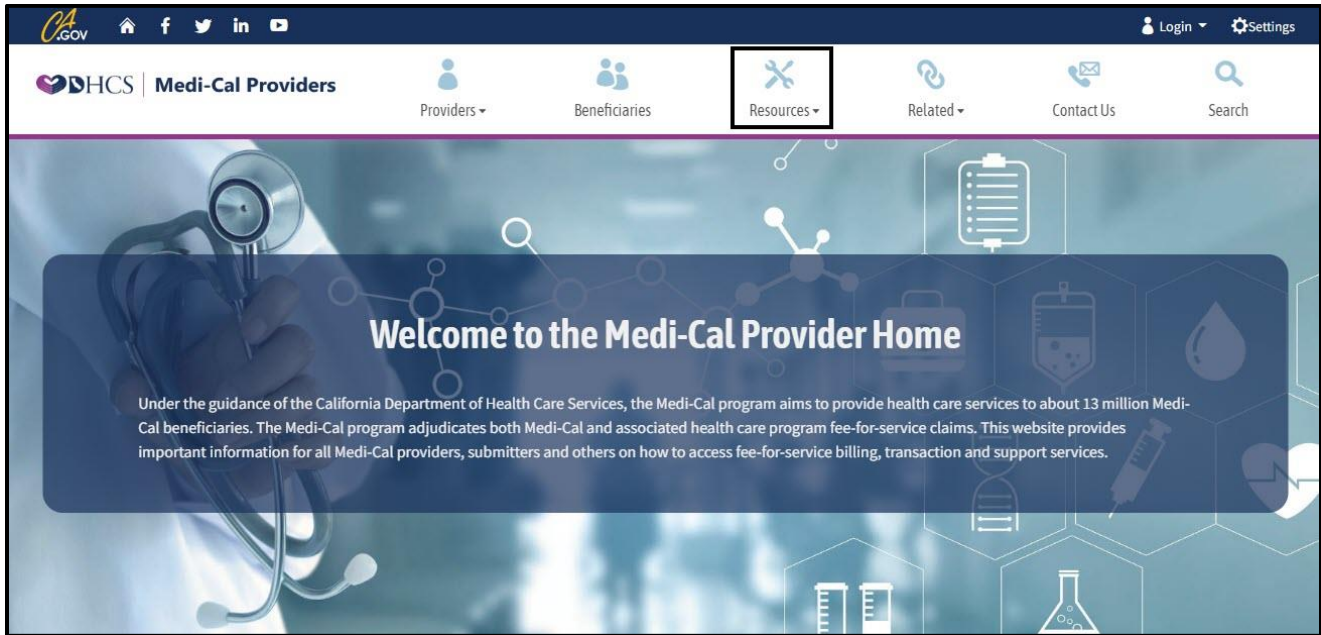 CA.GOV
Login
Settings
DHCS | Medi-Cal Providers
Providers
Beneficiaries
Resources
Related
Contact Us
Search
Welcome to the Medi-Cal Provider Home
Under the guidance of the California Department of Health Care Services, the Medi-Cal program aims to provide health care services to about 13 million Medi-
Cal beneficiaries. The Medi-Cal program adjudicates both Medi-Cal and associated health care program fee-for-service claims. This website provides
important information for all Medi-Cal providers, submitters and others on how to access fee-for-service billing, transaction and support services.